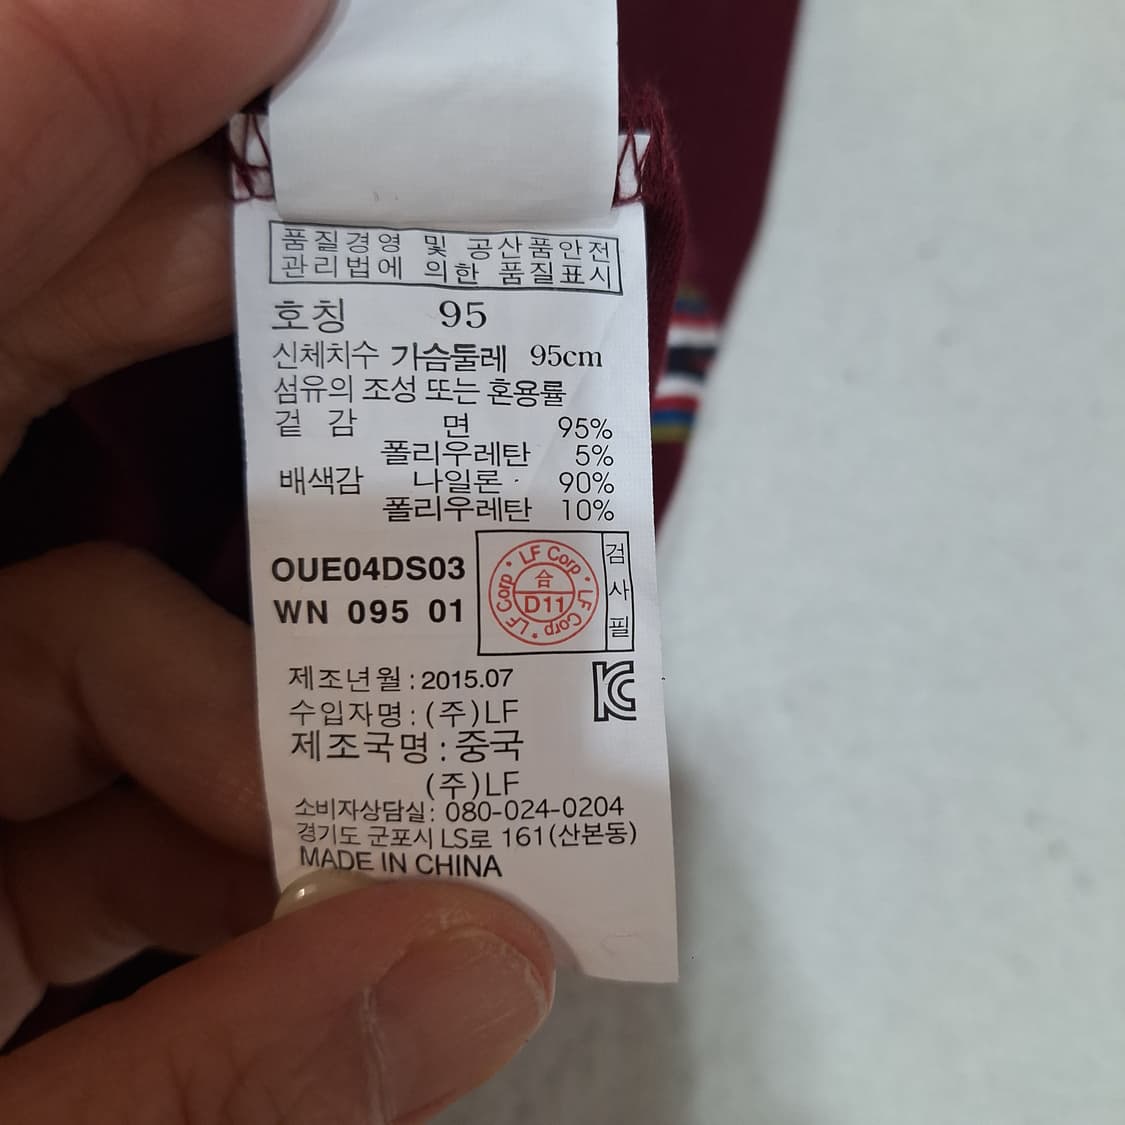 품질경영 및 공산품안전
관리법에 의한 품질표시
호칭 95
신체치수 가슴둘레 95cm
섬유의 조성 또는 혼용률
겉 감 면 95%
폴리우레탄 5%
배색감 나일론 90%
폴리우레탄 10%
OUE04DS03
WN 095 01
LF Corp · LF Corp · LF Corp · LF Corp ·
合
D11
검사필
제조년월 : 2015.07
KC
수입자명 : (주)LF
제조국명 : 중국
(주)LF
소비자상담실: 080-024-0204
경기도 군포시 LS로 161(산본동)
MADE IN CHINA